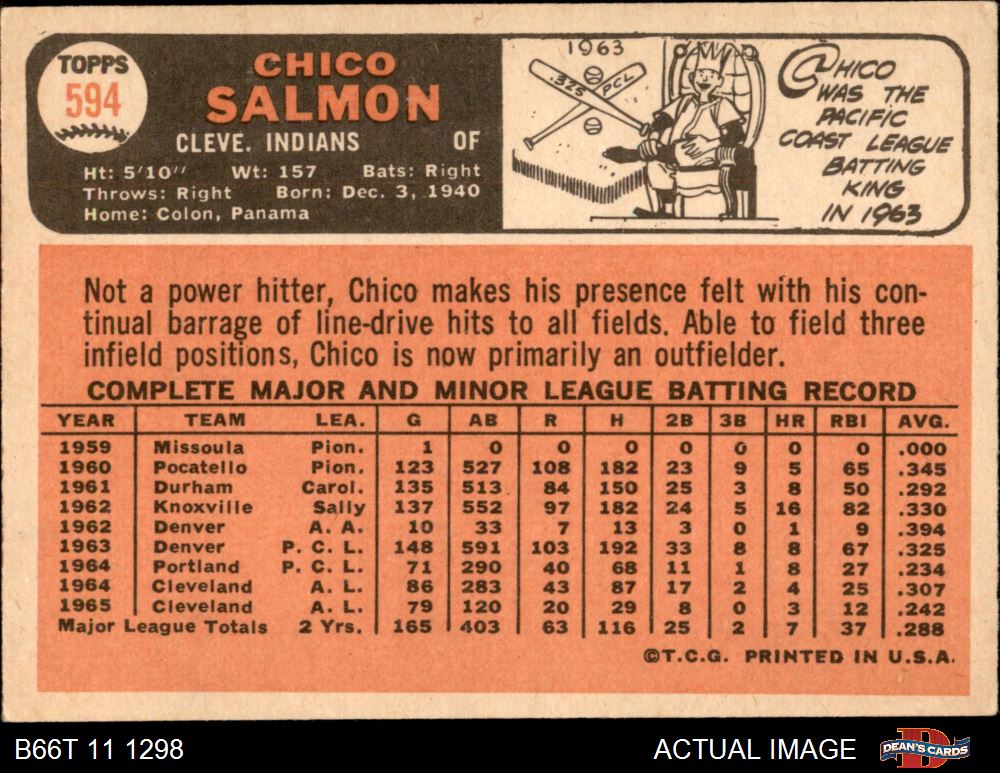 TOPPS
594
CHICO
SALMON
CLEVE. INDIANS OF
Ht: 5'10" Wt: 157 Bats: Right
Throws: Right Born: Dec. 3, 1940
Home: Colon, Panama
1963
.325 PCL
CHICO
WAS THE
PACIFIC
COAST LEAGUE
BATTING
KING
IN 1963
Not a power hitter, Chico makes his presence felt with his con-
tinual barrage of line-drive hits to all fields. Able to field three
infield positions, Chico is now primarily an outfielder.
COMPLETE MAJOR AND MINOR LEAGUE BATTING RECORD
YEAR TEAM LEA. G AB R H 2B 3B HR RBI AVG.
1959 Missoula Pion. 1 0 0 0 0 0 0 0 .000
1960 Pocatello Pion. 123 527 108 182 23 9 5 65 .345
1961 Durham Carol. 135 513 84 150 25 3 8 50 .292
1962 Knoxville Sally 137 552 97 182 24 5 16 82 .330
1962 Denver A. A. 10 33 7 13 3 0 1 9 .394
1963 Denver P. C. L. 148 591 103 192 33 8 8 67 .325
1964 Portland P. C. L. 71 290 40 68 11 1 8 27 .234
1964 Cleveland A. L. 86 283 43 87 17 2 4 25 .307
1965 Cleveland A. L. 79 120 20 29 8 0 3 12 .242
Major League Totals 2 Yrs. 165 403 63 116 25 2 7 37 .288
©T.C.G. PRINTED IN U.S.A.
B66T 11 1298 ACTUAL IMAGE DEAN'S CARDS